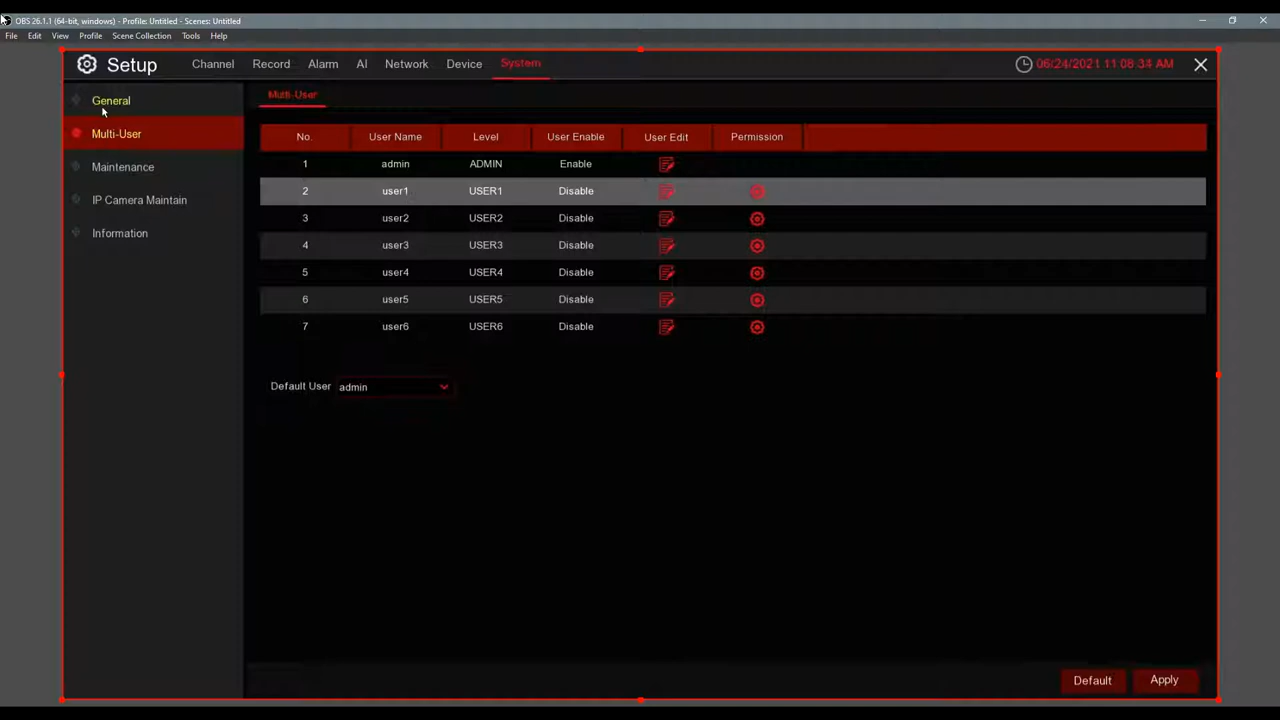 OBS 26.1.1 (64-bit, windows) - Profile: Untitled - Scenes: Untitled
File Edit View Profile Scene Collection Tools Help
Setup Channel Record Alarm AI Network Device System 06/24/2021 11:08:34 AM
General
Multi-User
Maintenance
IP Camera Maintain
Information
Multi-User
No. User Name Level User Enable User Edit Permission
1 admin ADMIN Enable
2 user1 USER1 Disable
3 user2 USER2 Disable
4 user3 USER3 Disable
5 user4 USER4 Disable
6 user5 USER5 Disable
7 user6 USER6 Disable
Default User admin
Default Apply